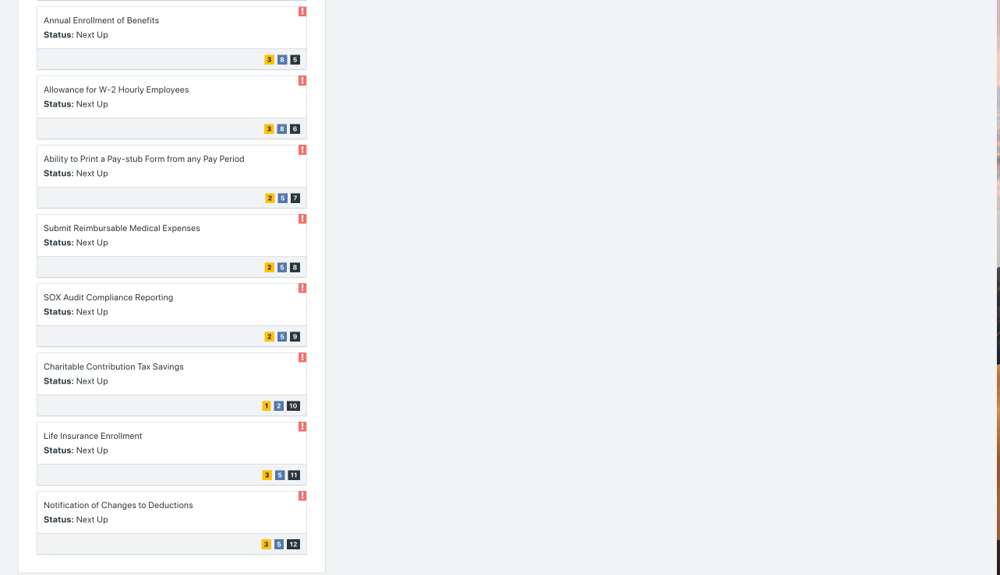 !
Annual Enrollment of Benefits
Status: Next Up
3 8 5
!
Allowance for W-2 Hourly Employees
Status: Next Up
3 8 6
!
Ability to Print a Pay-stub Form from any Pay Period
Status: Next Up
2 5 7
!
Submit Reimbursable Medical Expenses
Status: Next Up
2 5 8
!
SOX Audit Compliance Reporting
Status: Next Up
2 5 9
!
Charitable Contribution Tax Savings
Status: Next Up
1 2 10
!
Life Insurance Enrollment
Status: Next Up
3 5 11
!
Notification of Changes to Deductions
Status: Next Up
3 5 12